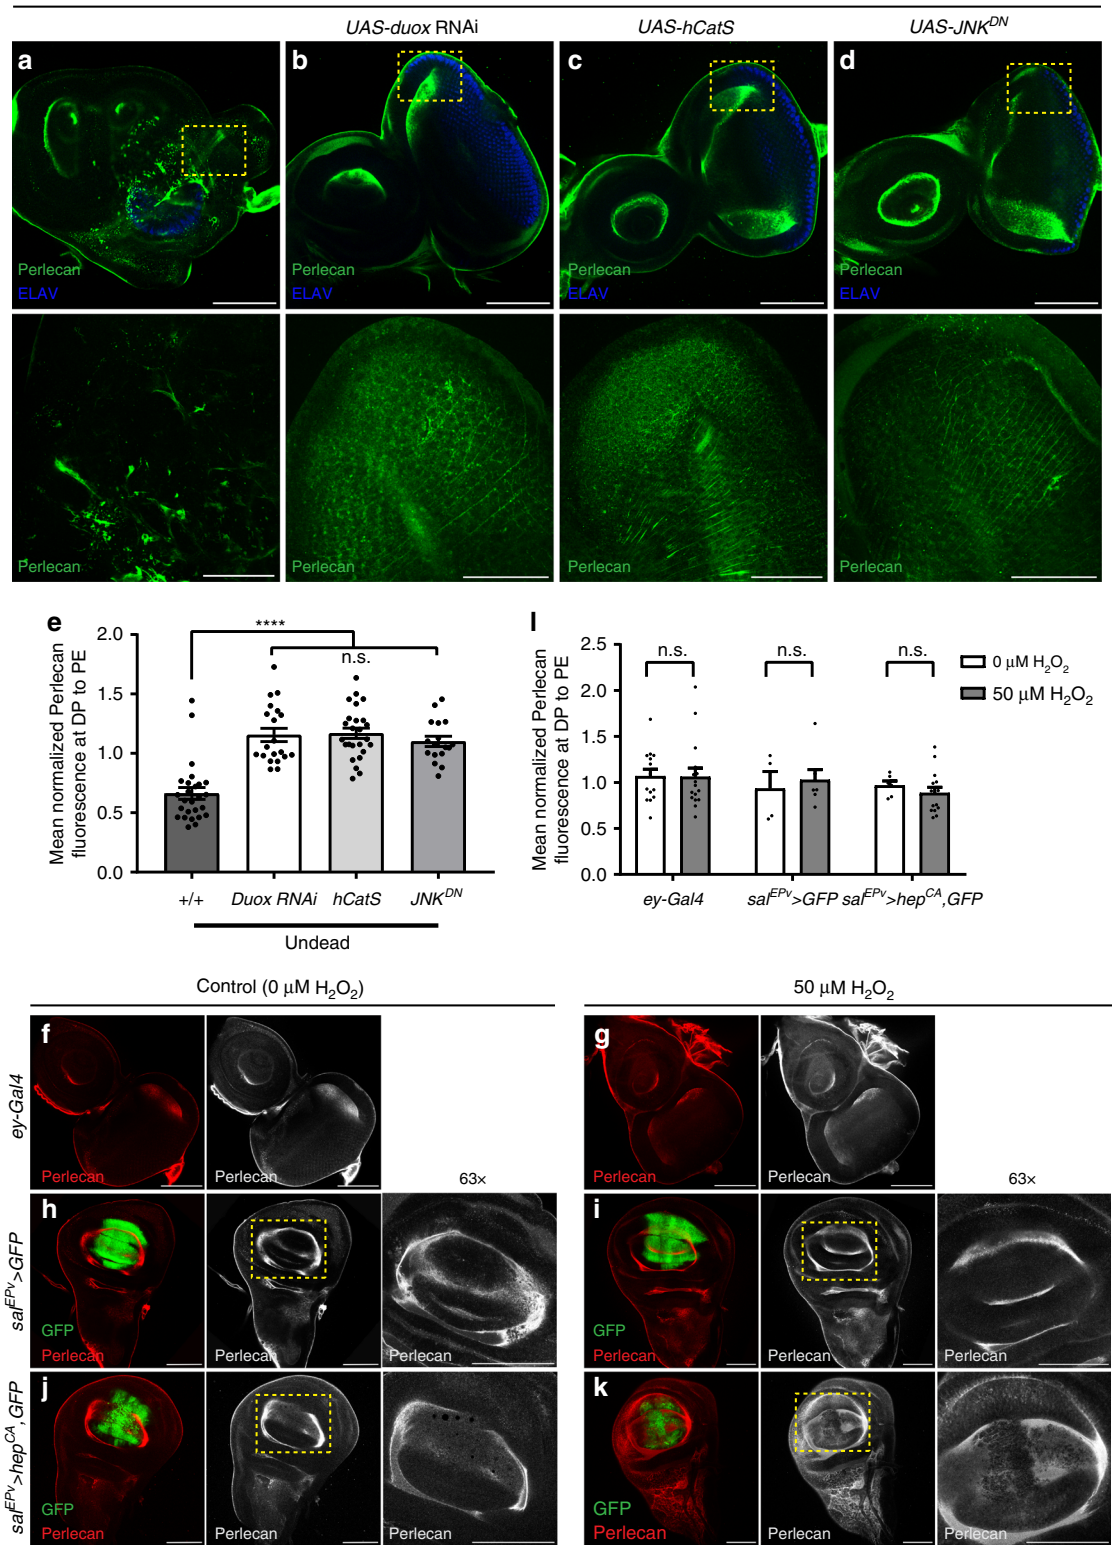 UAS-duox RNAi
UAS-hCatS
UAS-JNK^DN
a
b
c
d
Perlecan
ELAV
Perlecan
ELAV
Perlecan
ELAV
Perlecan
ELAV
Perlecan
Perlecan
Perlecan
Perlecan
e
Mean normalized Perlecan
fluorescence at DP to PE
2.0
1.5
1.0
0.5
0.0
****
n.s.
+/+
Duox RNAi
hCatS
JNK^DN
Undead
l
Mean normalized Perlecan
fluorescence at DP to PE
2.5
2.0
1.5
1.0
0.5
0.0
n.s.
n.s.
n.s.
0 µM H₂O₂
50 µM H₂O₂
ey-Gal4
sal^EPv>GFP
sal^EPv>hep^CA,GFP
Control (0 µM H₂O₂)
50 µM H₂O₂
ey-Gal4
f
Perlecan
Perlecan
g
Perlecan
Perlecan
63×
63×
sal^EPv>GFP
h
GFP
Perlecan
Perlecan
Perlecan
i
GFP
Perlecan
Perlecan
Perlecan
sal^EPv>hep^CA,GFP
j
GFP
Perlecan
Perlecan
Perlecan
k
GFP
Perlecan
Perlecan
Perlecan